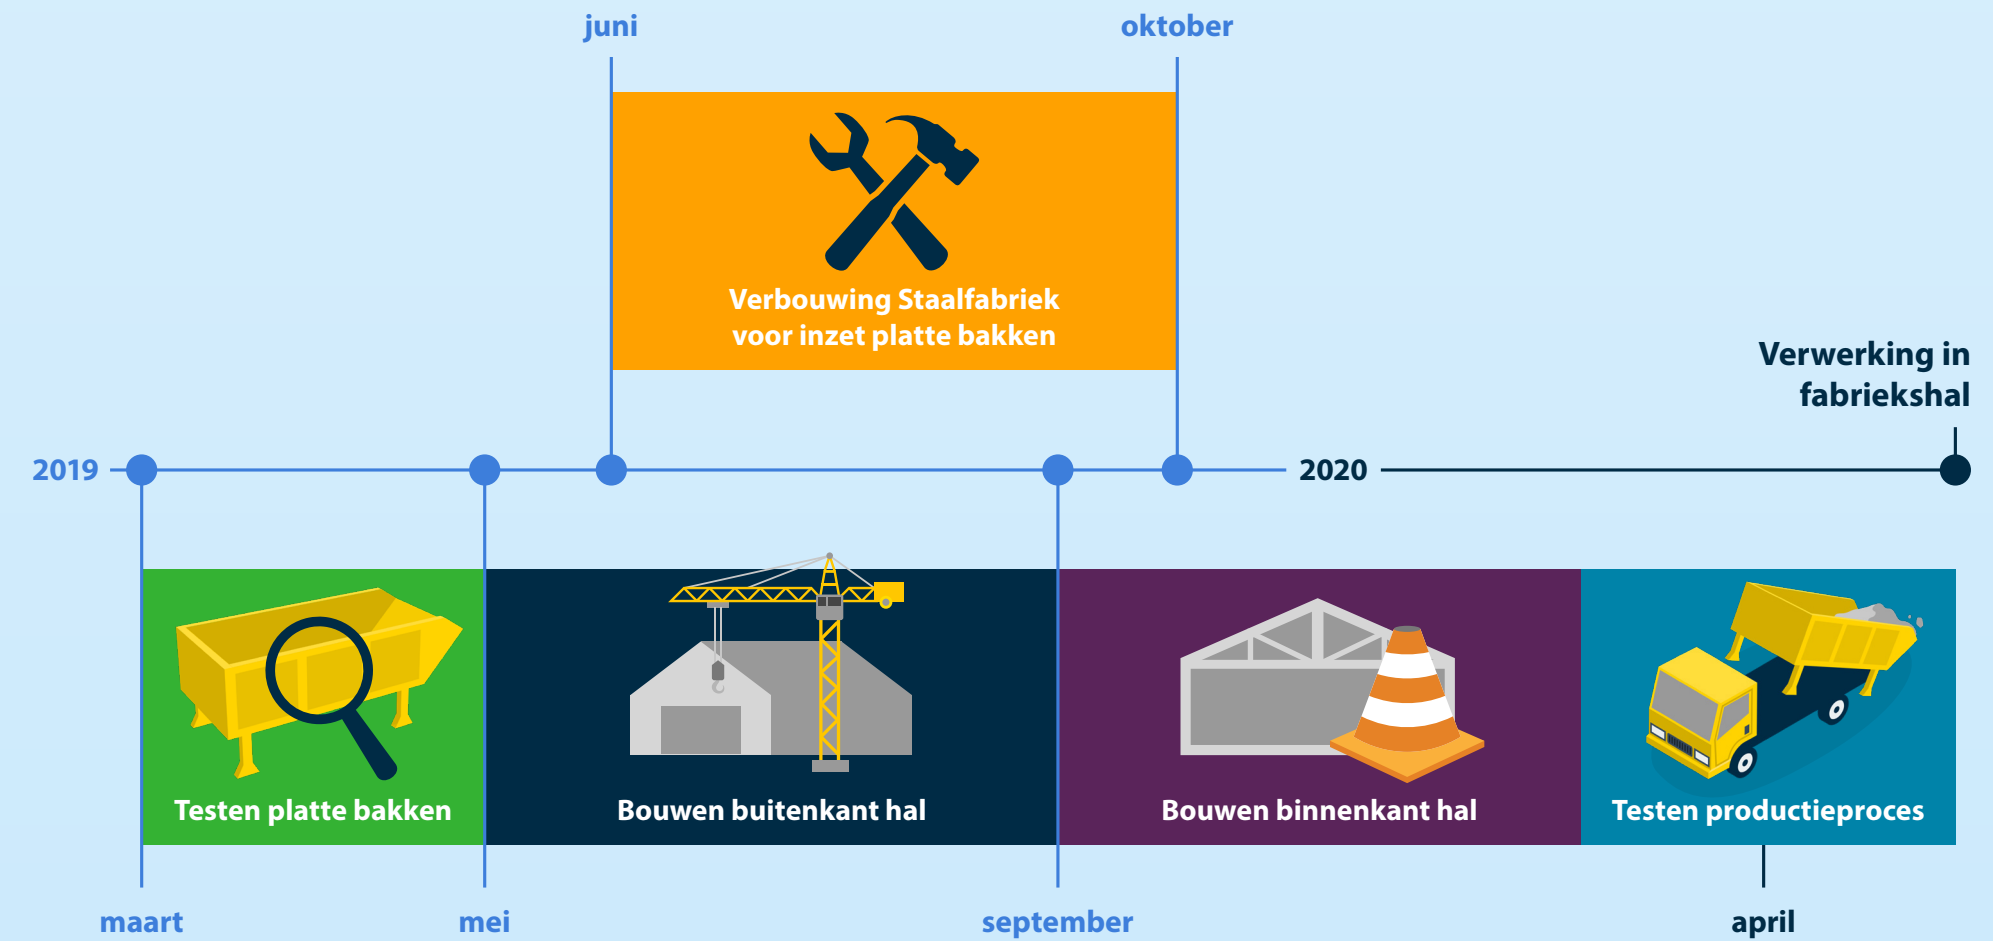 juni
oktober
Verbouwing Staalfabriek
voor inzet platte bakken
Verwerking in
fabriekshal
2019
2020
Testen platte bakken
Bouwen buitenkant hal
Bouwen binnenkant hal
Testen productieproces
maart
mei
september
april